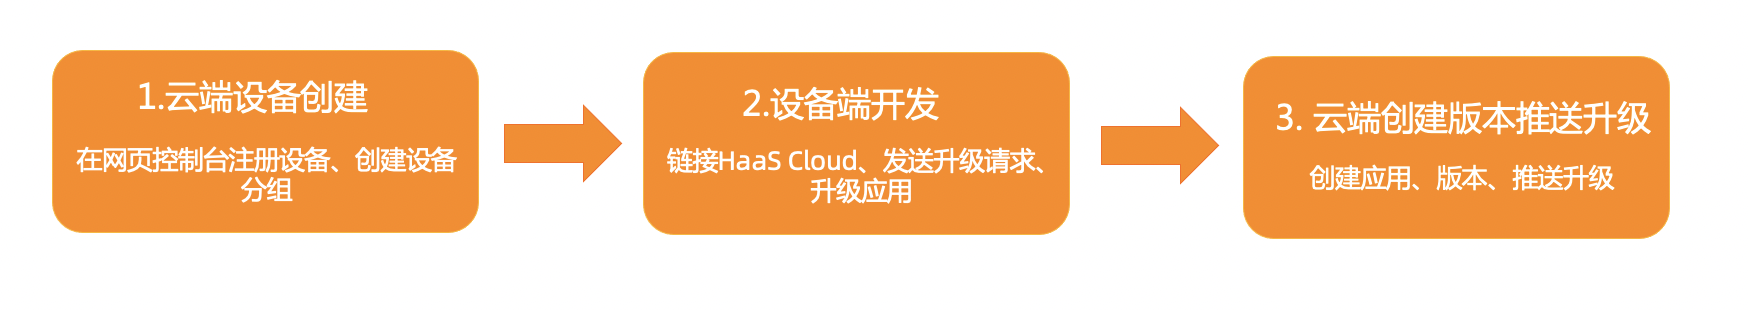 1.云端设备创建
在网页控制台注册设备、创建设备
分组
2.设备端开发
链接HaaS Cloud、发送升级请求、
升级应用
3. 云端创建版本推送升级
创建应用、版本、推送升级